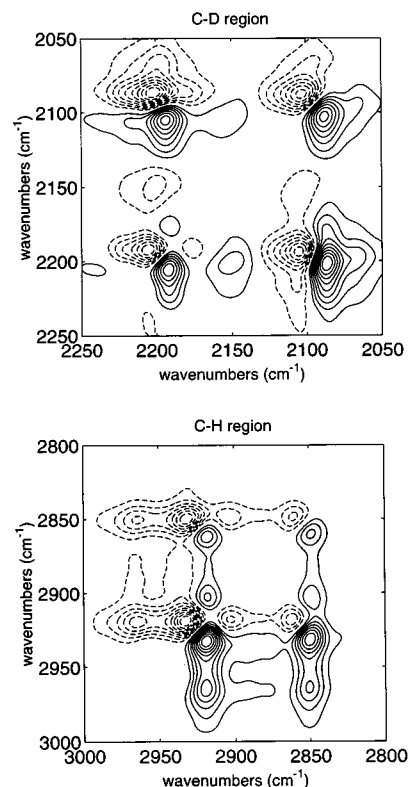 C-D region
2050
2100
2150
2200
2250
wavenumbers (cm-1)
2250 2200 2150 2100 2050
wavenumbers (cm-1)
C-H region
2800
2850
2900
2950
3000
wavenumbers (cm-1)
3000 2950 2900 2850 2800
wavenumbers (cm-1)